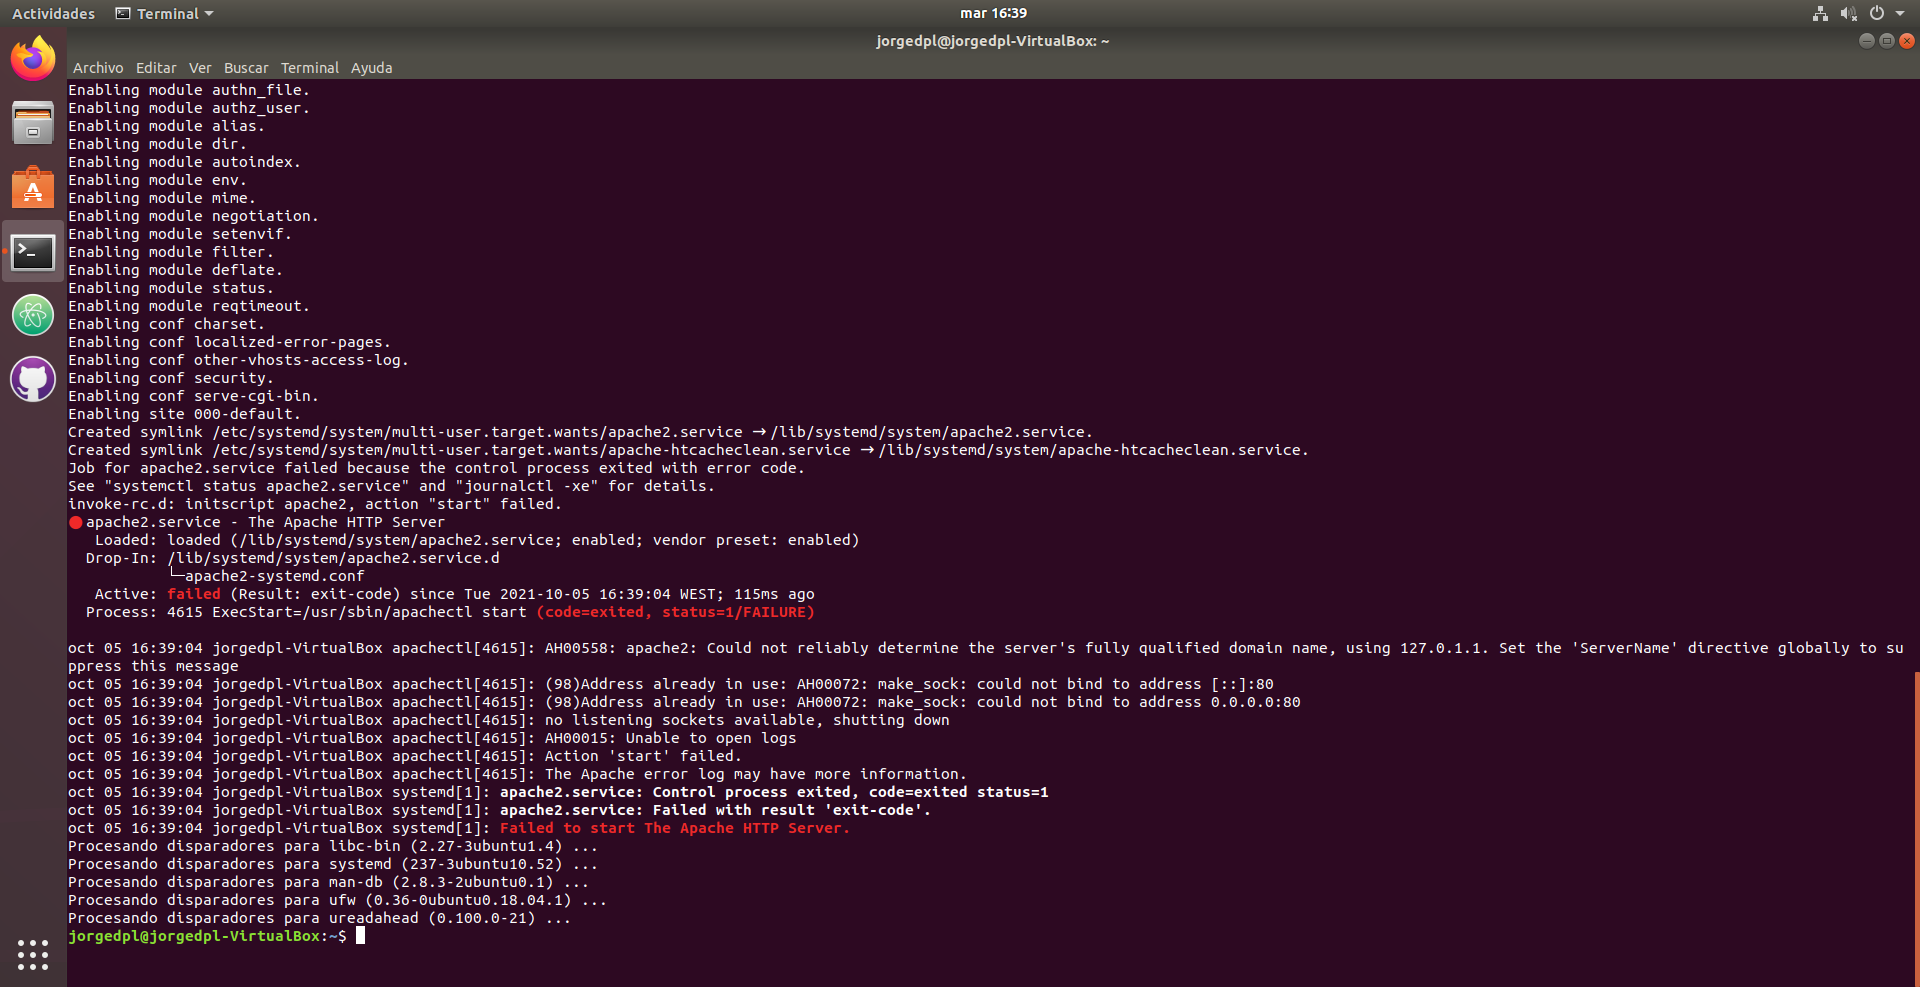 Actividades Terminal mar 16:39
jorgedpl@jorgedpl-VirtualBox: ~
Archivo Editar Ver Buscar Terminal Ayuda
Enabling module authn_file.
Enabling module authz_user.
Enabling module alias.
Enabling module dir.
Enabling module autoindex.
Enabling module env.
Enabling module mime.
Enabling module negotiation.
Enabling module setenvif.
Enabling module filter.
Enabling module deflate.
Enabling module status.
Enabling module reqtimeout.
Enabling conf charset.
Enabling conf localized-error-pages.
Enabling conf other-vhosts-access-log.
Enabling conf security.
Enabling conf serve-cgi-bin.
Enabling site 000-default.
Created symlink /etc/systemd/system/multi-user.target.wants/apache2.service → /lib/systemd/system/apache2.service.
Created symlink /etc/systemd/system/multi-user.target.wants/apache-htcacheclean.service → /lib/systemd/system/apache-htcacheclean.service.
Job for apache2.service failed because the control process exited with error code.
See "systemctl status apache2.service" and "journalctl -xe" for details.
invoke-rc.d: initscript apache2, action "start" failed.
● apache2.service - The Apache HTTP Server
Loaded: loaded (/lib/systemd/system/apache2.service; enabled; vendor preset: enabled)
Drop-In: /lib/systemd/system/apache2.service.d
└─apache2-systemd.conf
Active: failed (Result: exit-code) since Tue 2021-10-05 16:39:04 WEST; 115ms ago
Process: 4615 ExecStart=/usr/sbin/apachectl start (code=exited, status=1/FAILURE)
oct 05 16:39:04 jorgedpl-VirtualBox apachectl[4615]: AH00558: apache2: Could not reliably determine the server's fully qualified domain name, using 127.0.1.1. Set the 'ServerName' directive globally to su
ppress this message
oct 05 16:39:04 jorgedpl-VirtualBox apachectl[4615]: (98)Address already in use: AH00072: make_sock: could not bind to address [::]:80
oct 05 16:39:04 jorgedpl-VirtualBox apachectl[4615]: (98)Address already in use: AH00072: make_sock: could not bind to address 0.0.0.0:80
oct 05 16:39:04 jorgedpl-VirtualBox apachectl[4615]: no listening sockets available, shutting down
oct 05 16:39:04 jorgedpl-VirtualBox apachectl[4615]: AH00015: Unable to open logs
oct 05 16:39:04 jorgedpl-VirtualBox apachectl[4615]: Action 'start' failed.
oct 05 16:39:04 jorgedpl-VirtualBox apachectl[4615]: The Apache error log may have more information.
oct 05 16:39:04 jorgedpl-VirtualBox systemd[1]: apache2.service: Control process exited, code=exited status=1
oct 05 16:39:04 jorgedpl-VirtualBox systemd[1]: apache2.service: Failed with result 'exit-code'.
oct 05 16:39:04 jorgedpl-VirtualBox systemd[1]: Failed to start The Apache HTTP Server.
Procesando disparadores para libc-bin (2.27-3ubuntu1.4) ...
Procesando disparadores para systemd (237-3ubuntu10.52) ...
Procesando disparadores para man-db (2.8.3-2ubuntu0.1) ...
Procesando disparadores para ufw (0.36-0ubuntu0.18.04.1) ...
Procesando disparadores para ureadahead (0.100.0-21) ...
jorgedpl@jorgedpl-VirtualBox:~$